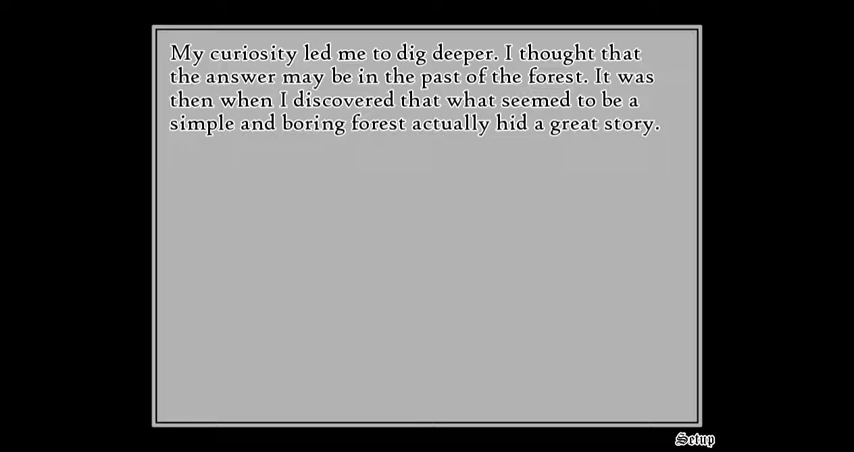 My curiosity led me to dig deeper. I thought that
the answer may be in the past of the forest. It was
then when I discovered that what seemed to be a
simple and boring forest actually hid a great story.
Setup